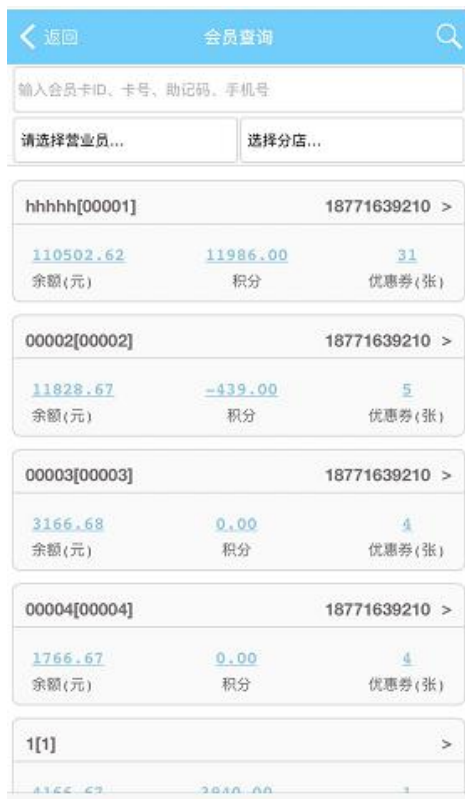 返回 会员查询
输入会员卡ID、卡号、助记码、手机号
请选择营业员... 选择分店...
hhhhh[00001] 18771639210 >
110502.62 11986.00 31
余额(元) 积分 优惠券(张)
00002[00002] 18771639210 >
11828.67 -439.00 5
余额(元) 积分 优惠券(张)
00003[00003] 18771639210 >
3166.68 0.00 4
余额(元) 积分 优惠券(张)
00004[00004] 18771639210 >
1766.67 0.00 4
余额(元) 积分 优惠券(张)
1[1] >
4166.67 3940.00 1